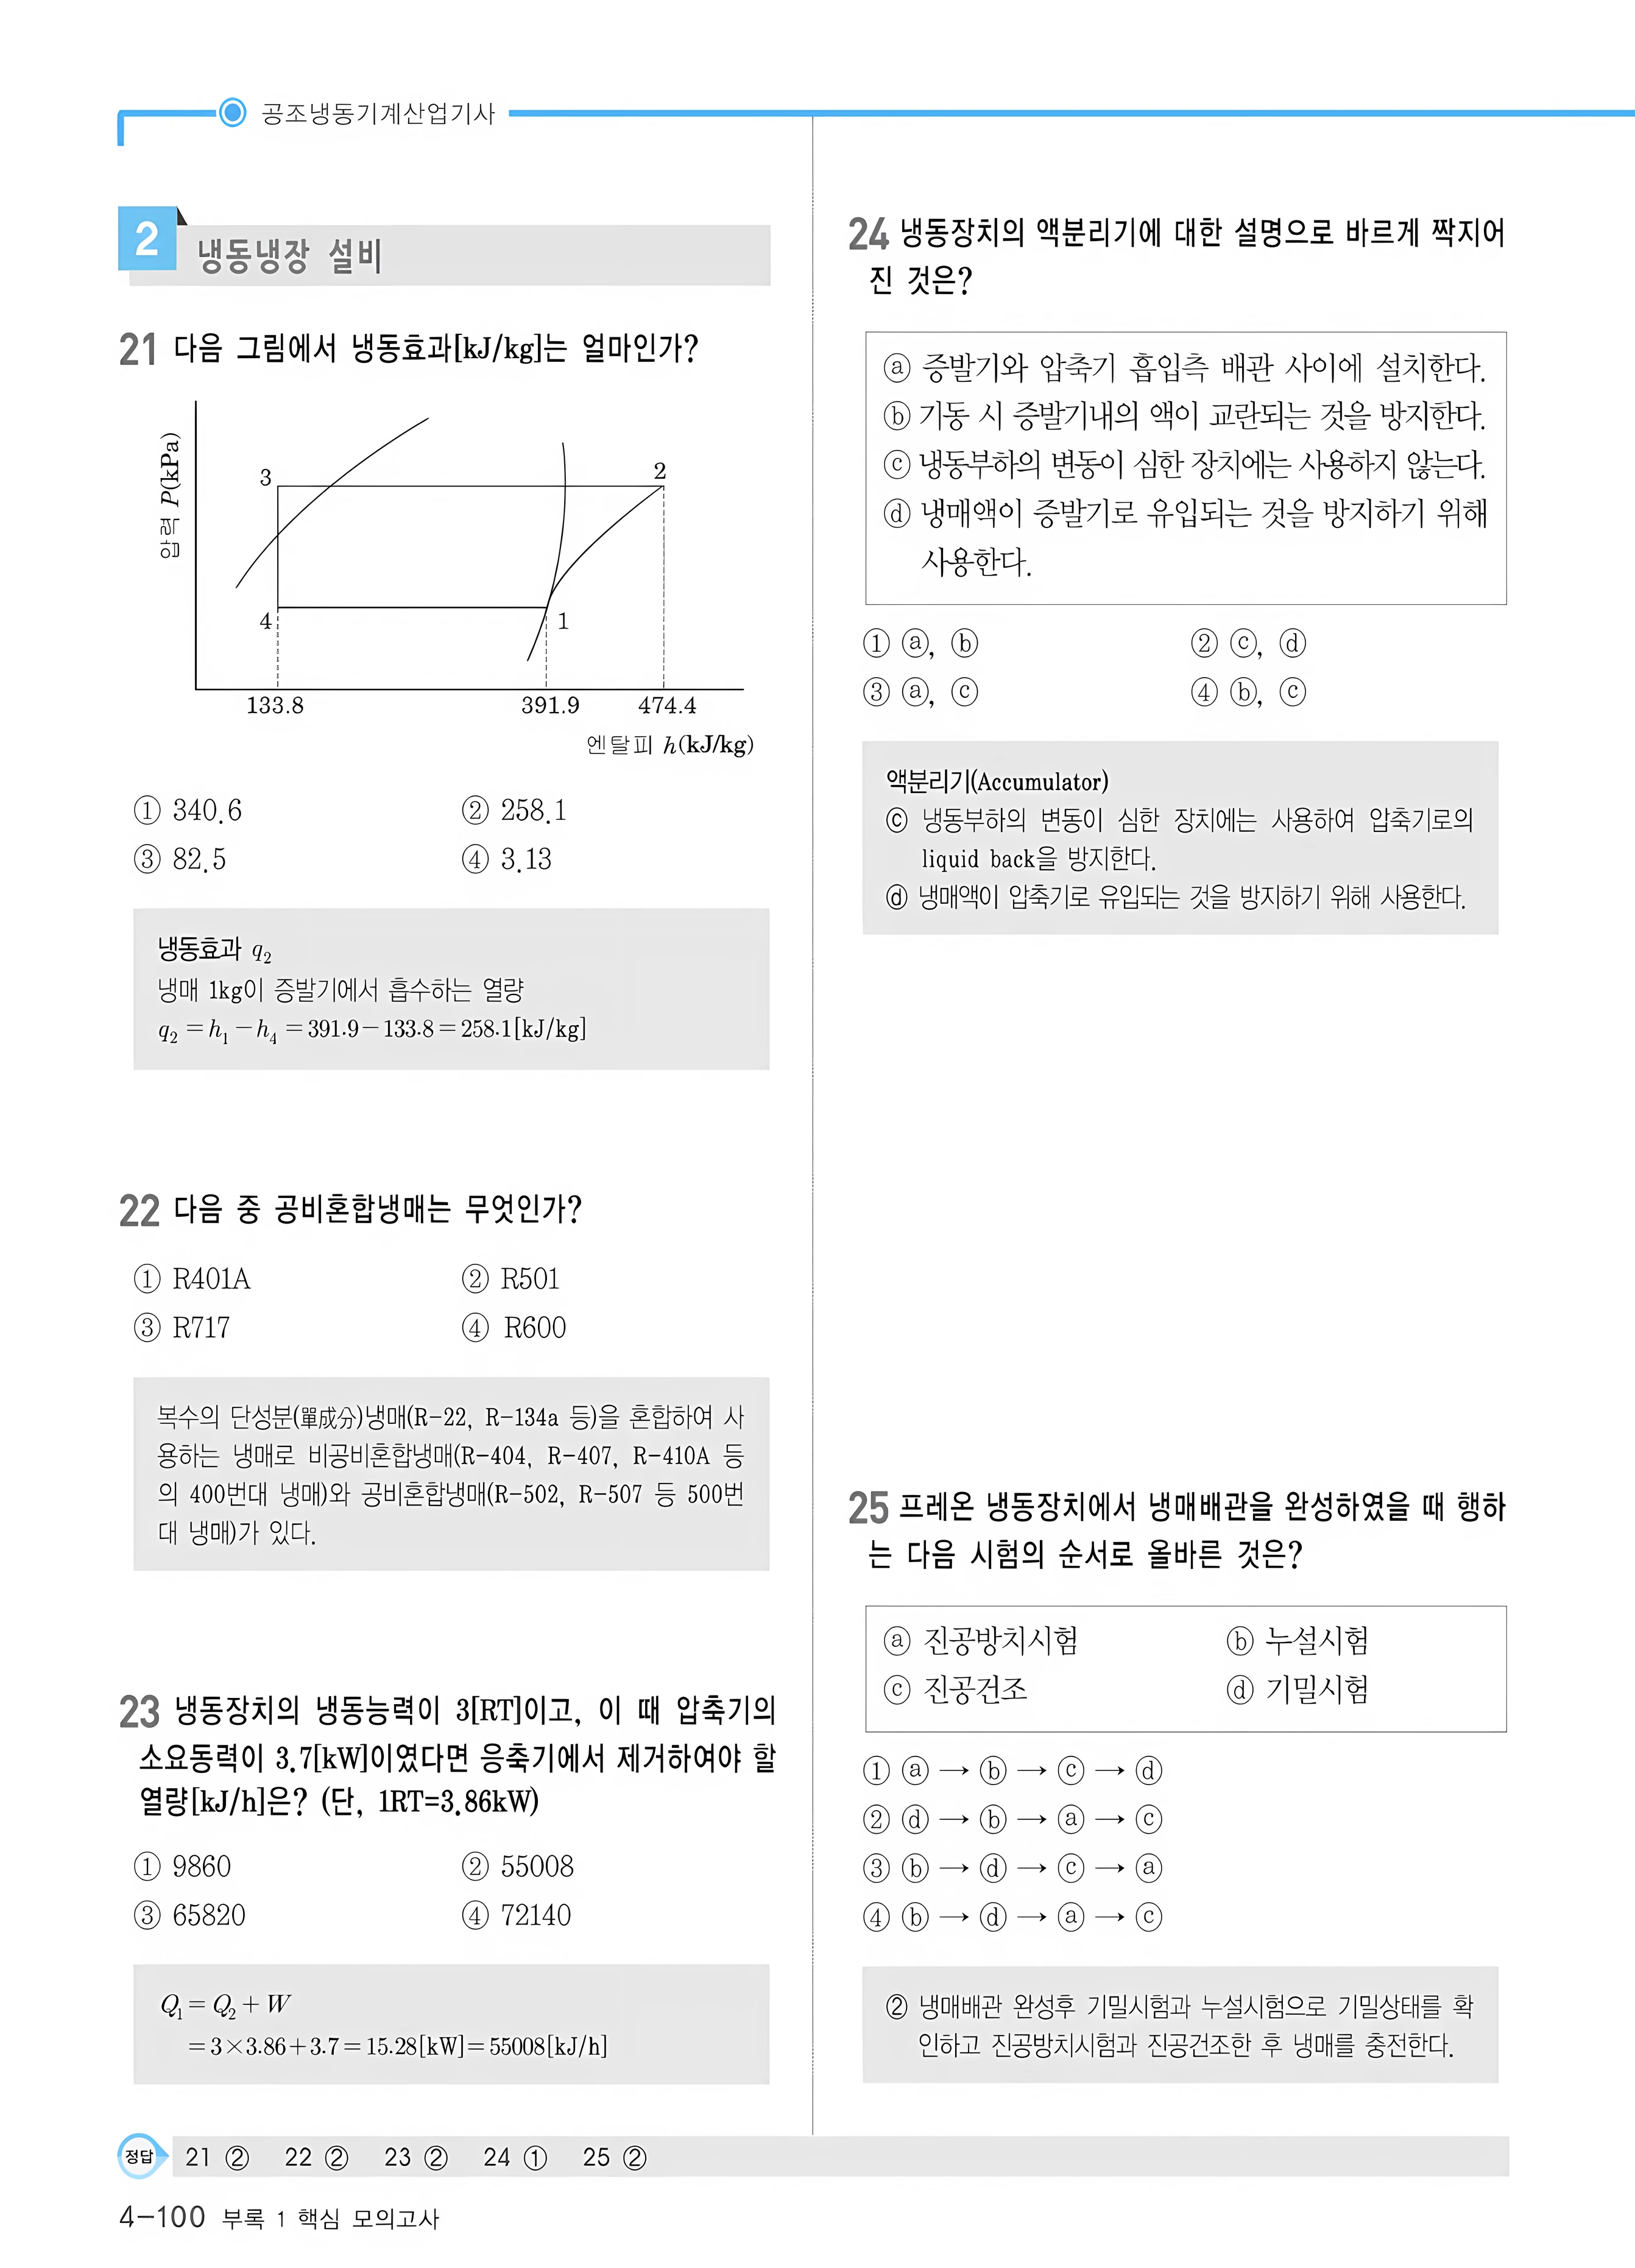 공조냉동기계산업기사
2 냉동냉장 설비
21 다음 그림에서 냉동효과[kJ/kg]는 얼마인가?
압력 P(kPa)
3
2
4
1
133.8 391.9 474.4
엔탈피 h(kJ/kg)
① 340.6 ② 258.1
③ 82.5 ④ 3.13
냉동효과 q₂
냉매 1kg이 증발기에서 흡수하는 열량
q₂ = h₁ − h₄ = 391.9 − 133.8 = 258.1[kJ/kg]
22 다음 중 공비혼합냉매는 무엇인가?
① R401A ② R501
③ R717 ④ R600
복수의 단성분(單成分)냉매(R-22, R-134a 등)을 혼합하여 사
용하는 냉매로 비공비혼합냉매(R-404, R-407, R-410A 등
의 400번대 냉매)와 공비혼합냉매(R-502, R-507 등 500번
대 냉매)가 있다.
23 냉동장치의 냉동능력이 3[RT]이고, 이 때 압축기의
소요동력이 3.7[kW]이였다면 응축기에서 제거하여야 할
열량[kJ/h]은? (단, 1RT=3.86kW)
① 9860 ② 55008
③ 65820 ④ 72140
Q₁ = Q₂ + W
= 3×3.86+3.7 = 15.28[kW] = 55008[kJ/h]
24 냉동장치의 액분리기에 대한 설명으로 바르게 짝지어
진 것은?
ⓐ 증발기와 압축기 흡입측 배관 사이에 설치한다.
ⓑ 기동 시 증발기내의 액이 교란되는 것을 방지한다.
ⓒ 냉동부하의 변동이 심한 장치에는 사용하지 않는다.
ⓓ 냉매액이 증발기로 유입되는 것을 방지하기 위해
사용한다.
① ⓐ, ⓑ ② ⓒ, ⓓ
③ ⓐ, ⓒ ④ ⓑ, ⓒ
액분리기(Accumulator)
ⓒ 냉동부하의 변동이 심한 장치에는 사용하여 압축기로의
liquid back을 방지한다.
ⓓ 냉매액이 압축기로 유입되는 것을 방지하기 위해 사용한다.
25 프레온 냉동장치에서 냉매배관을 완성하였을 때 행하
는 다음 시험의 순서로 올바른 것은?
ⓐ 진공방치시험 ⓑ 누설시험
ⓒ 진공건조 ⓓ 기밀시험
① ⓐ → ⓑ → ⓒ → ⓓ
② ⓓ → ⓑ → ⓐ → ⓒ
③ ⓑ → ⓓ → ⓒ → ⓐ
④ ⓑ → ⓓ → ⓐ → ⓒ
② 냉매배관 완성후 기밀시험과 누설시험으로 기밀상태를 확
인하고 진공방치시험과 진공건조한 후 냉매를 충전한다.
정답 21 ② 22 ② 23 ② 24 ① 25 ②
4-100 부록 1 핵심 모의고사